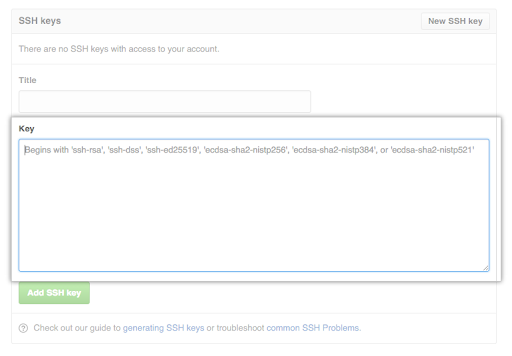 SSH keys
New SSH key
There are no SSH keys with access to your account.
Title
Key
Begins with 'ssh-rsa', 'ssh-dss', 'ssh-ed25519', 'ecdsa-sha2-nistp256', 'ecdsa-sha2-nistp384', or 'ecdsa-sha2-nistp521'
Add SSH key
Check out our guide to generating SSH keys or troubleshoot common SSH Problems.